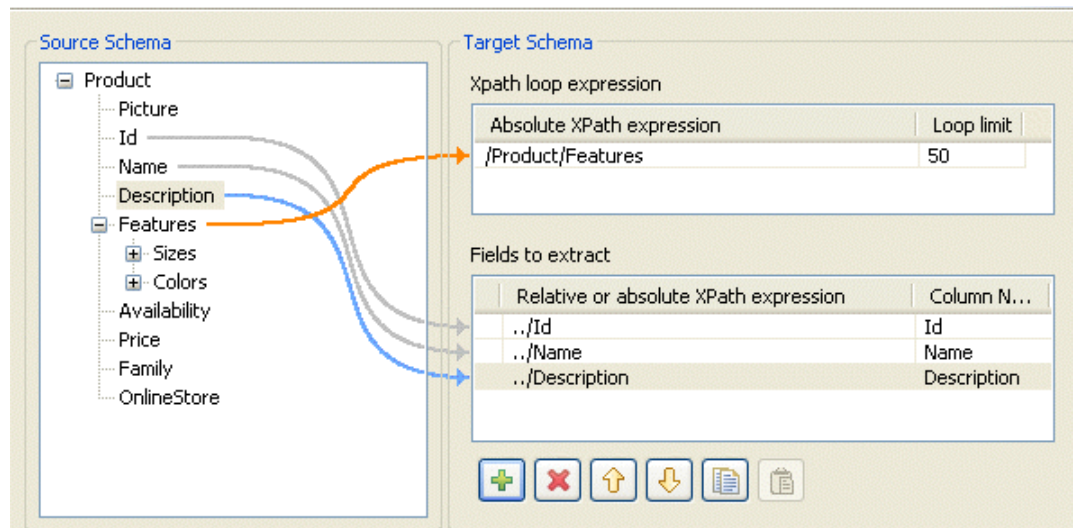 Source Schema
Product
Picture
Id
Name
Description
Features
Sizes
Colors
Availability
Price
Family
OnlineStore
Target Schema
Xpath loop expression
Absolute XPath expression Loop limit
/Product/Features 50
Fields to extract
Relative or absolute XPath expression Column N...
../Id Id
../Name Name
../Description Description